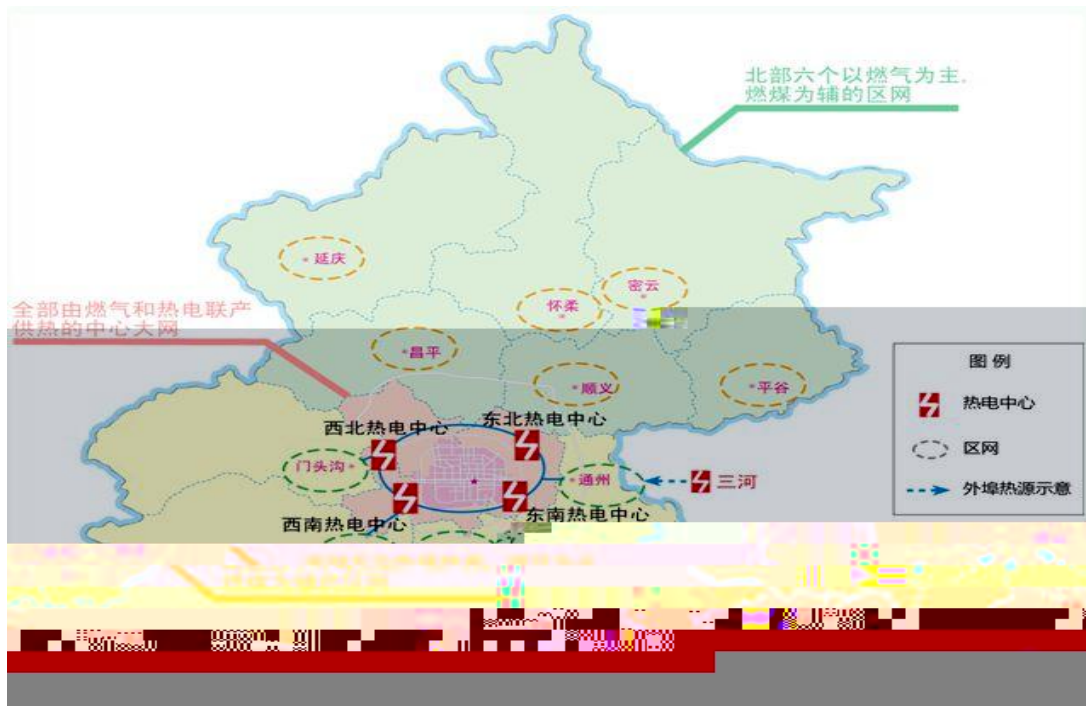 北部六个以燃气为主,
燃煤为辅的区网
延庆
密云
怀柔
全部由燃气和热电联产
供热的中心大网
昌平
顺义
平谷
图例
热电中心
区网
外埠热源示意
西北热电中心
东北热电中心
门头沟
通州
三河
西南热电中心
东南热电中心